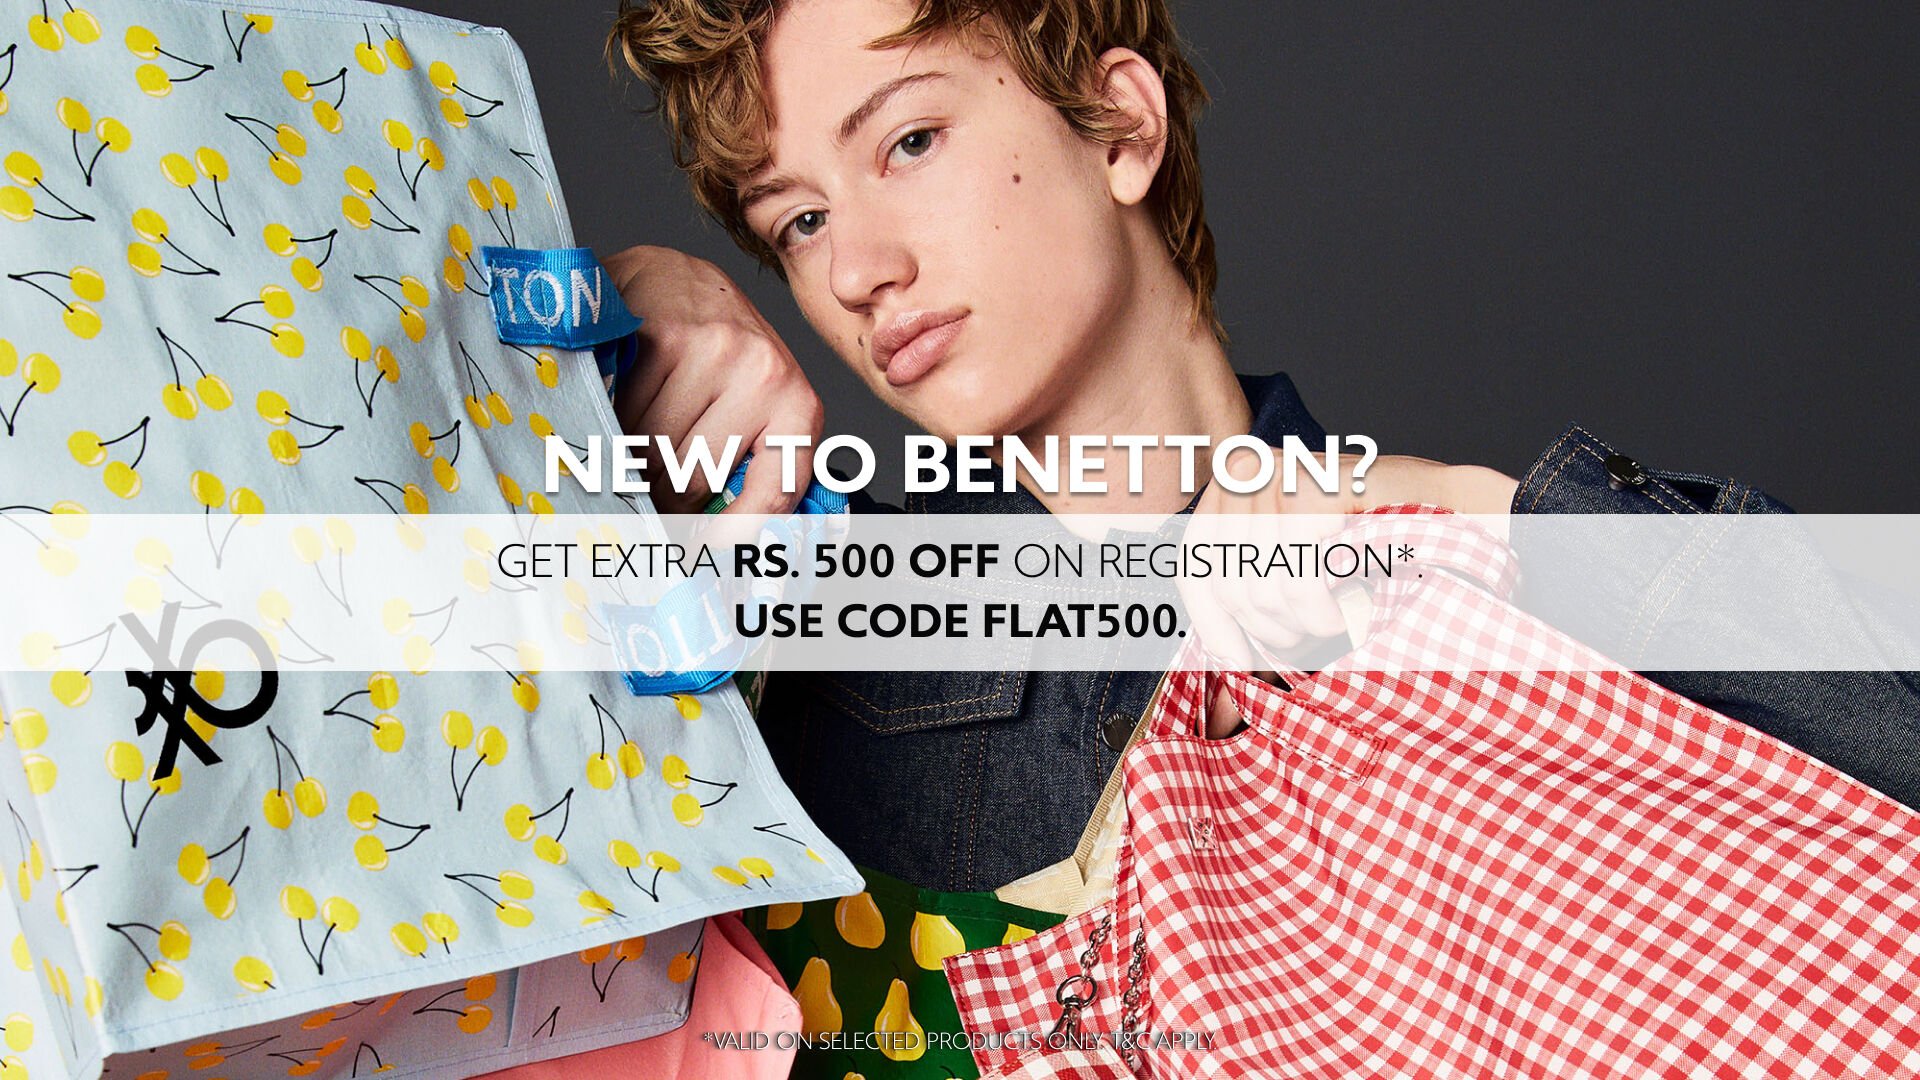 TON
NEW TO BENETTON?
GET EXTRA RS. 500 OFF ON REGISTRATION*.
USE CODE FLAT500.
*VALID ON SELECTED PRODUCTS ONLY. T&C APPLY.